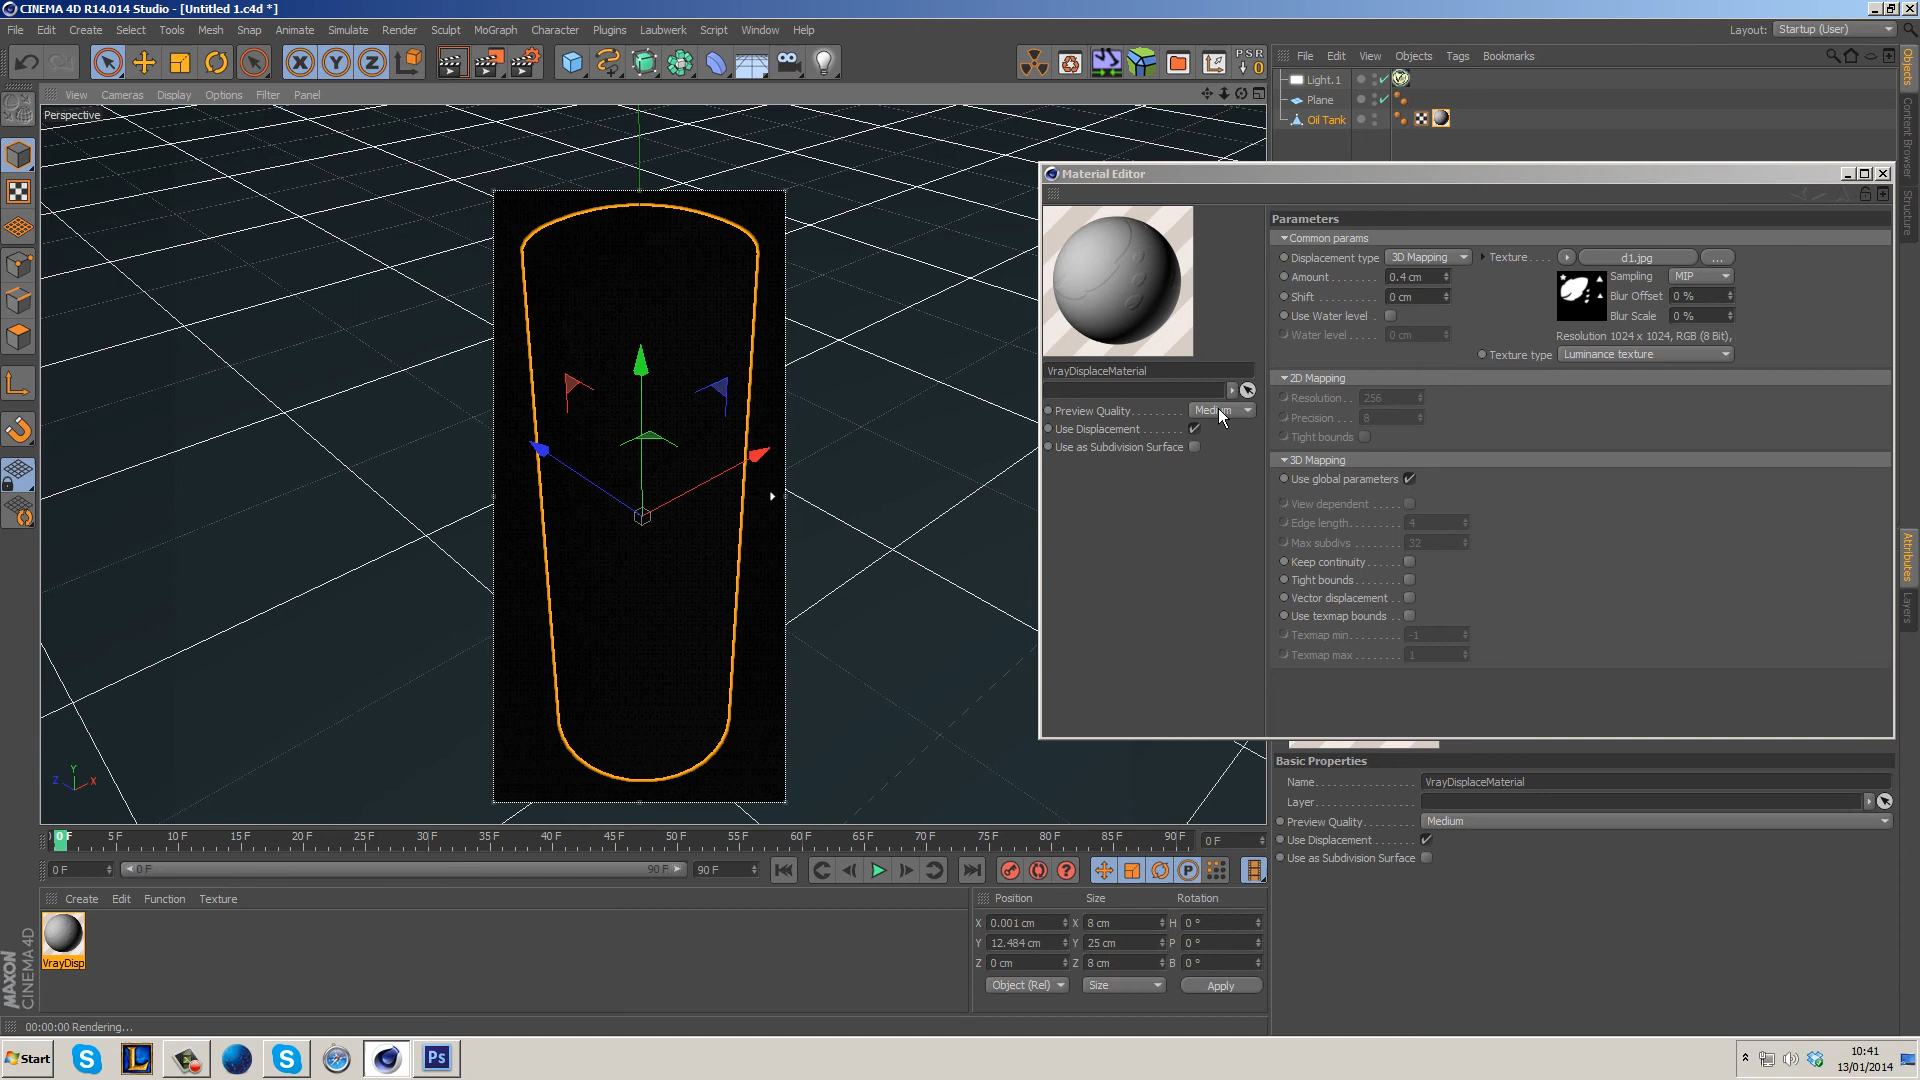 CINEMA 4D R14.014 Studio - [Untitled 1.c4d *]
File Edit Create Select Tools Mesh Snap Animate Simulate Render Sculpt MoGraph Character Plugins Laubwerk Script Window Help
Layout: Startup (User)
PSR
0
File Edit View Objects Tags Bookmarks
View Cameras Display Options Filter Panel
Perspective
Light.1
Plane
Oil Tank
Objects
Content Browser
Structure
Attributes
Layers
Material Editor
Parameters
Common params
Displacement type 3D Mapping Texture.... d1.jpg ...
Amount 0.4 cm Sampling MIP
Shift 0 cm Blur Offset 0 %
Use Water level Blur Scale 0 %
Water level 0 cm Resolution 1024 x 1024, RGB (8 Bit),
Texture type Luminance texture
VrayDisplaceMaterial
Preview Quality Medium
Use Displacement
Use as Subdivision Surface
2D Mapping
Resolution 256
Precision 8
Tight bounds
3D Mapping
Use global parameters
View dependent
Edge length 4
Max subdivs 32
Keep continuity
Tight bounds
Vector displacement
Use texmap bounds
Texmap min -1
Texmap max 1
Basic Properties
Name VrayDisplaceMaterial
Layer
Preview Quality Medium
Use Displacement
Use as Subdivision Surface
Y
Z X
0 F 5 F 10 F 15 F 20 F 25 F 30 F 35 F 40 F 45 F 50 F 55 F 60 F 65 F 70 F 75 F 80 F 85 F 90 F 0 F
0 F 0 F 90 F 90 F
Create Edit Function Texture
VrayDisp
Position Size Rotation
X 0.001 cm X 8 cm H 0 °
Y 12.484 cm Y 25 cm P 0 °
Z 0 cm Z 8 cm B 0 °
Object (Rel) Size Apply
MAXON
CINEMA 4D
00:00:00 Rendering...
Start
Ps
10:41
13/01/2014